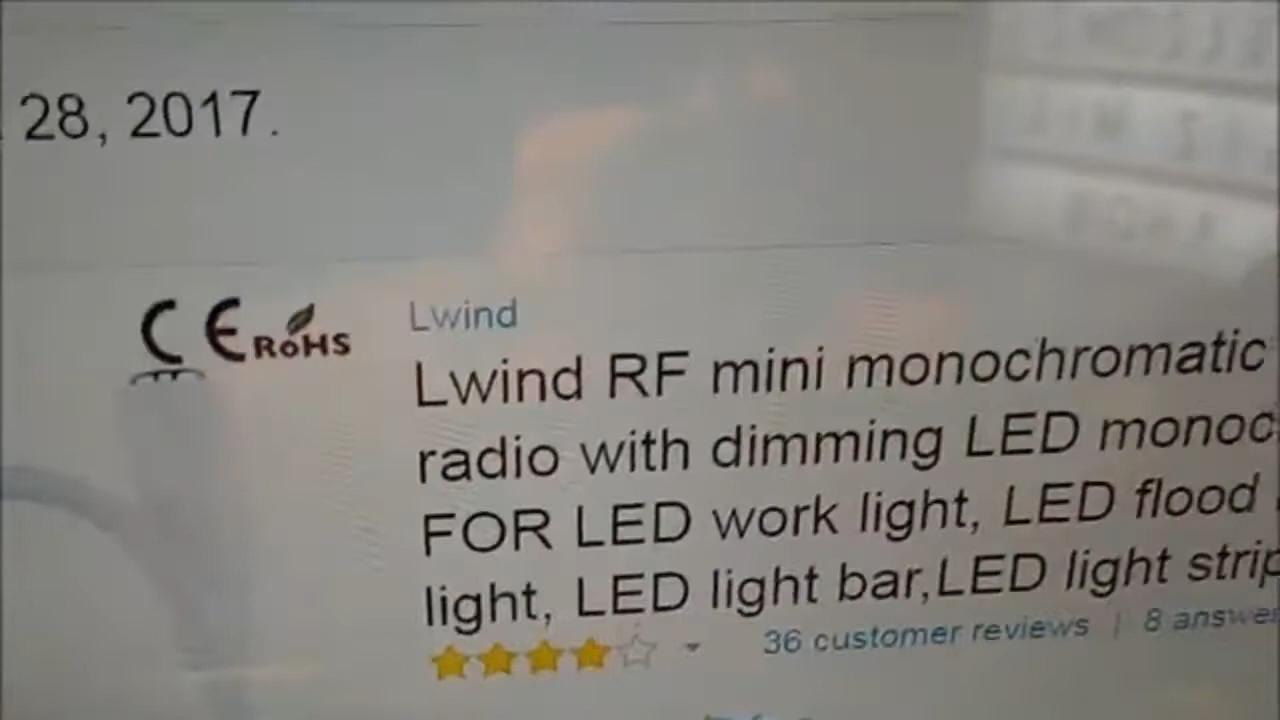 28, 2017.
CE RoHS
Lwind
Lwind RF mini monochromatic
radio with dimming LED monoc
FOR LED work light, LED flood
light, LED light bar,LED light strip
36 customer reviews | 8 answer